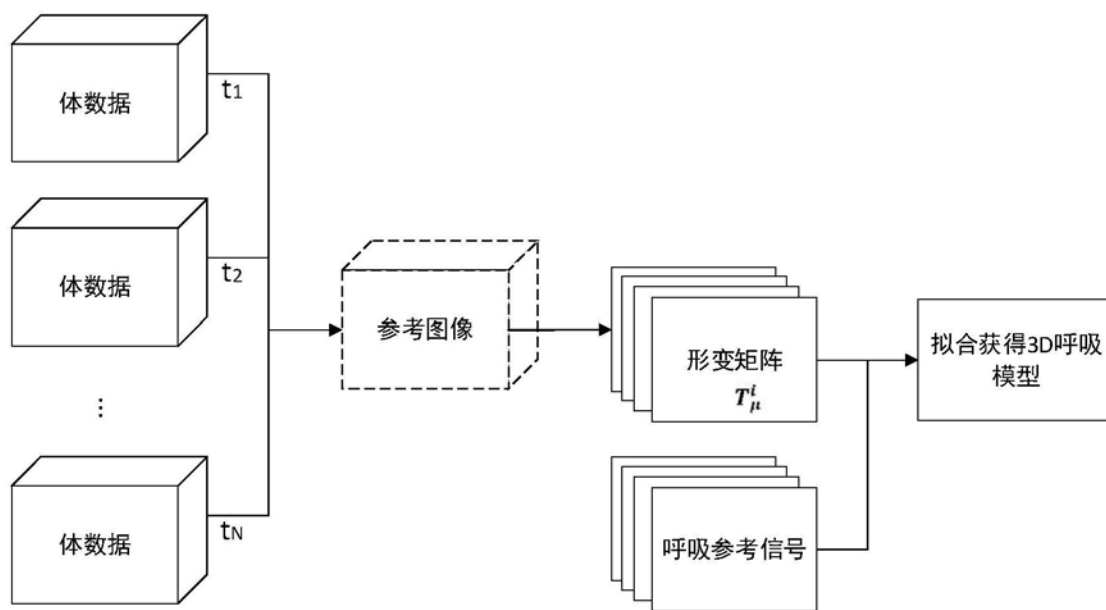 体数据
t1
体数据
t2
⋮
体数据
tN
参考图像
形变矩阵
T^i_μ
呼吸参考信号
拟合获得3D呼吸
模型